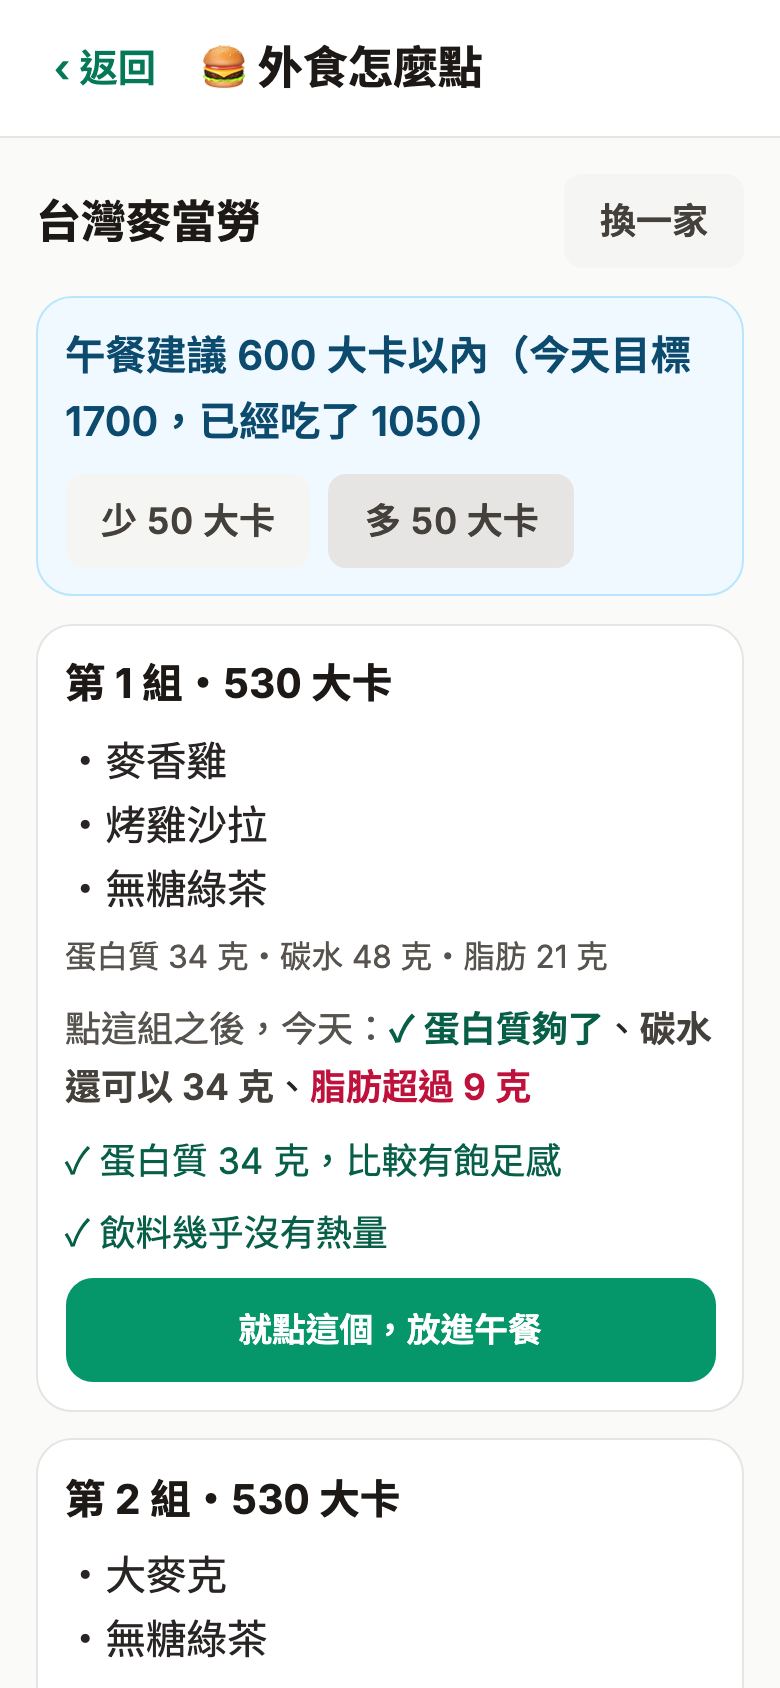 ‹ 返回 🍔 外食怎麼點
台灣麥當勞
換一家
午餐建議 600 大卡以內（今天目標
1700，已經吃了 1050）
少 50 大卡
多 50 大卡
第 1 組・530 大卡
・麥香雞
・烤雞沙拉
・無糖綠茶
蛋白質 34 克・碳水 48 克・脂肪 21 克
點這組之後，今天：✓ 蛋白質夠了、碳水
還可以 34 克、脂肪超過 9 克
✓ 蛋白質 34 克，比較有飽足感
✓ 飲料幾乎沒有熱量
就點這個，放進午餐
第 2 組・530 大卡
・大麥克
・無糖綠茶